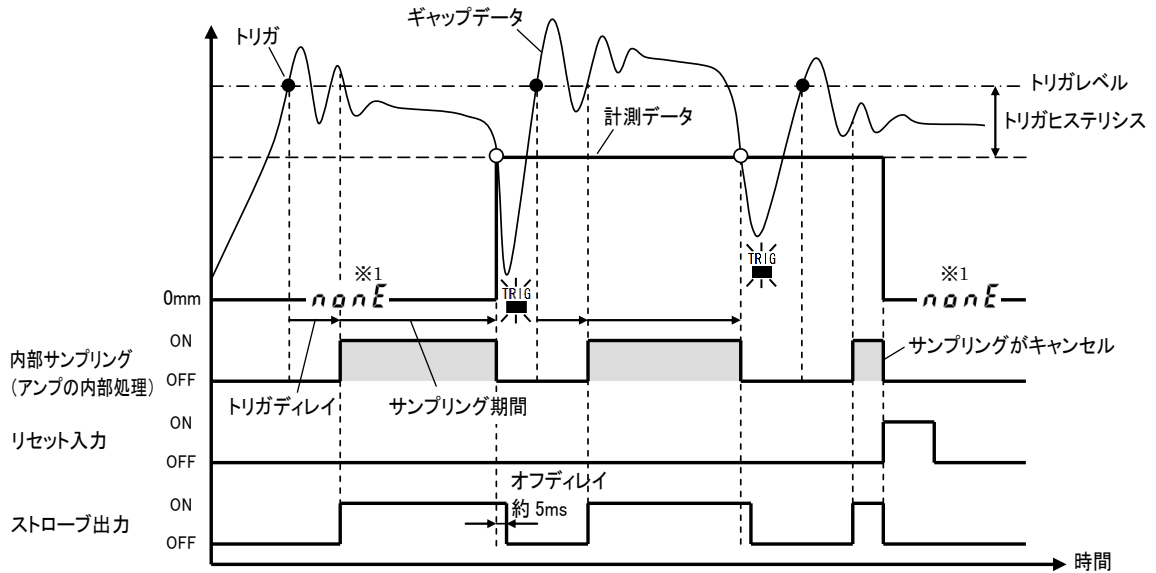 ギャップデータ
トリガ
トリガレベル
トリガヒステリシス
計測データ
※1
nonE
0mm
TRIG
TRIG
※1
nonE
内部サンプリング
(アンプの内部処理)
ON
OFF
サンプリングがキャンセル
トリガディレイ
サンプリング期間
リセット入力
ON
OFF
オフディレイ
約 5ms
ストローブ出力
ON
OFF
時間